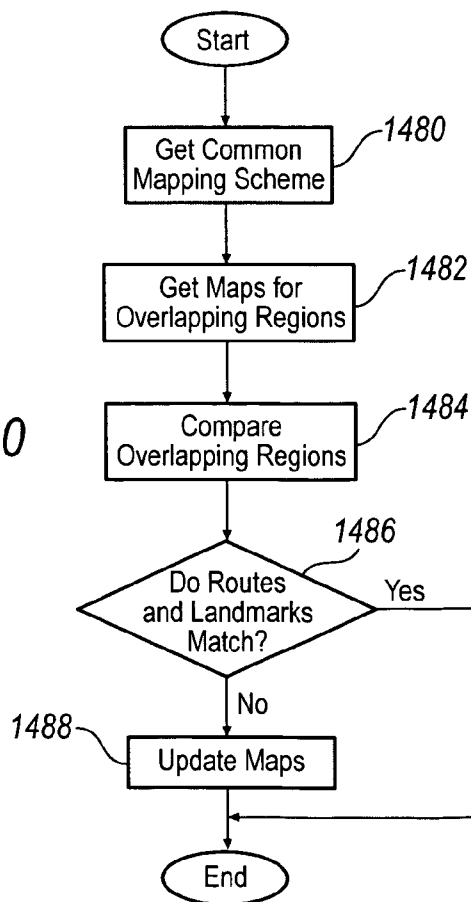 Start
1480
Get Common
Mapping Scheme
1482
Get Maps for
Overlapping Regions
1484
0
Compare
Overlapping Regions
1486
Do Routes
and Landmarks
Match?
Yes
No
1488
Update Maps
End